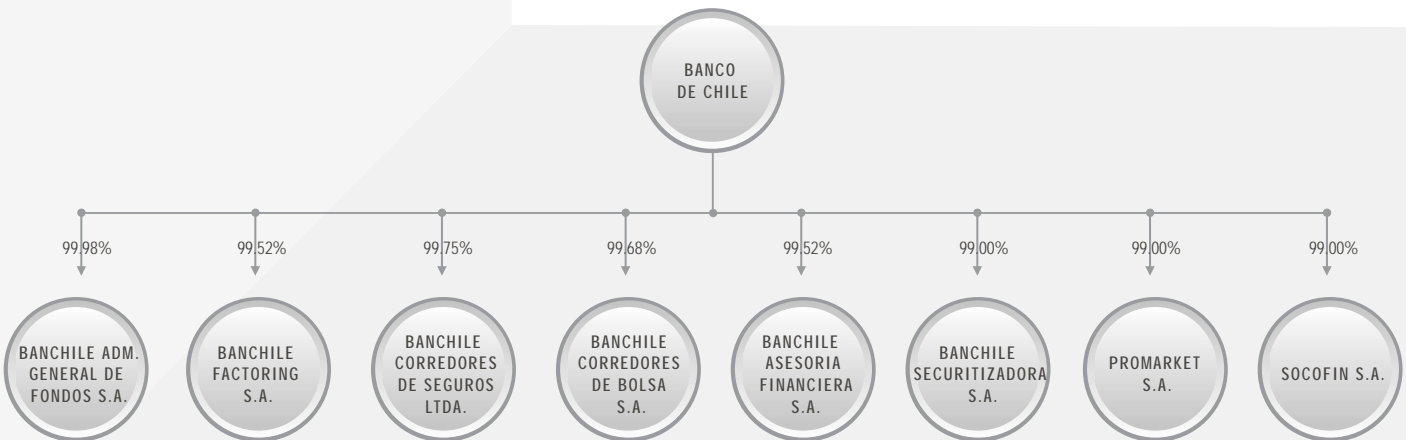 BANCO
DE CHILE
99.98%
99.52%
99.75%
99.68%
99.52%
99.00%
99.00%
99.00%
BANCHILE ADM.
GENERAL DE
FONDOS S.A.
BANCHILE
FACTORING
S.A.
BANCHILE
CORREDORES
DE SEGUROS
LTDA.
BANCHILE
CORREDORES
DE BOLSA
S.A.
BANCHILE
ASESORIA
FINANCIERA
S.A.
BANCHILE
SECURITIZADORA
S.A.
PROMARKET
S.A.
SOCOFIN S.A.